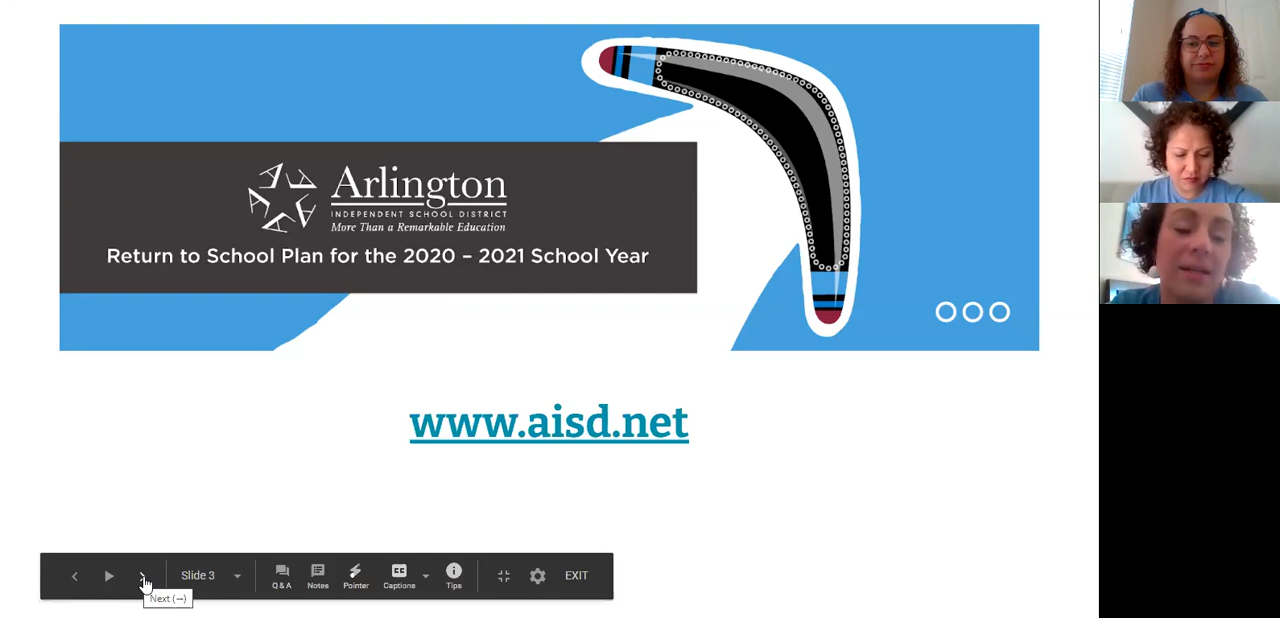 Arlington
INDEPENDENT SCHOOL DISTRICT
More Than a Remarkable Education
Return to School Plan for the 2020 – 2021 School Year
www.aisd.net
Slide 3
Q & A
Notes
Pointer
Captions
Tips
EXIT
Next (→)